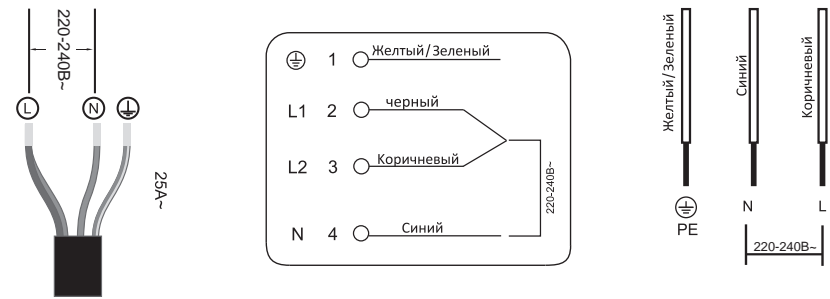 220-240В~
L
N
25A~
1
Желтый/Зеленый
L1 2
черный
L2 3
Коричневый
N 4
Синий
220-240В~
Желтый/Зеленый
Синий
Коричневый
PE
N
L
220-240В~